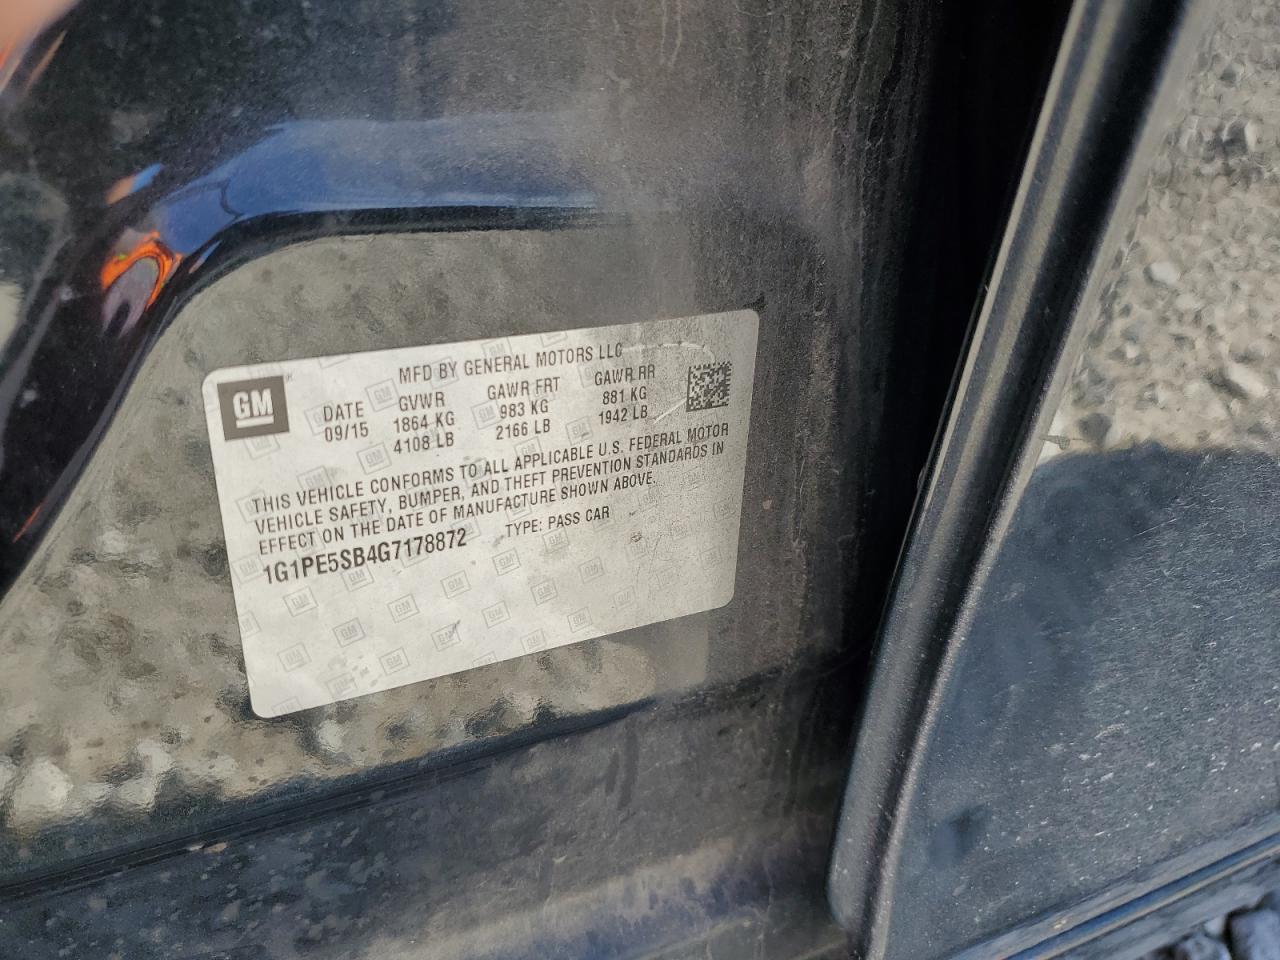 GM
MFD BY GENERAL MOTORS LLC
DATE GVWR GAWR FRT GAWR RR
09/15 1864 KG 983 KG 881 KG
4108 LB 2166 LB 1942 LB
THIS VEHICLE CONFORMS TO ALL APPLICABLE U.S. FEDERAL MOTOR
VEHICLE SAFETY, BUMPER, AND THEFT PREVENTION STANDARDS IN
EFFECT ON THE DATE OF MANUFACTURE SHOWN ABOVE.
1G1PE5SB4G7178872 TYPE: PASS CAR